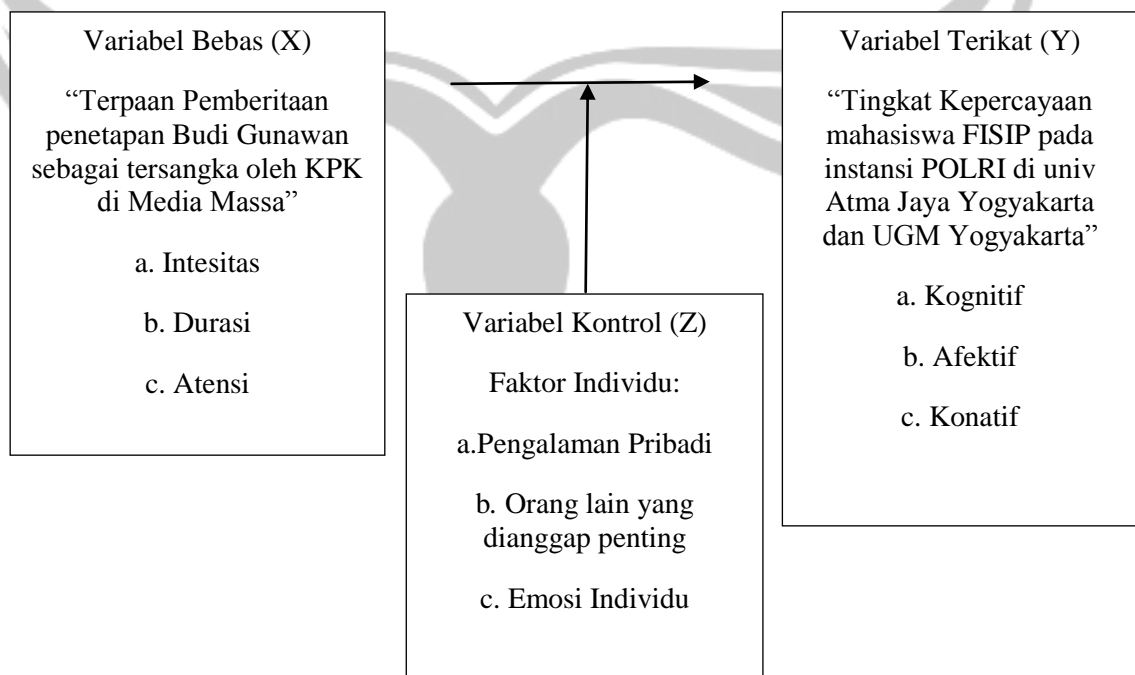 Variabel Bebas (X)
“Terpaan Pemberitaan
penetapan Budi Gunawan
sebagai tersangka oleh KPK
di Media Massa”
a. Intesitas
b. Durasi
c. Atensi
Variabel Kontrol (Z)
Faktor Individu:
a.Pengalaman Pribadi
b. Orang lain yang
dianggap penting
c. Emosi Individu
Variabel Terikat (Y)
“Tingkat Kepercayaan
mahasiswa FISIP pada
instansi POLRI di univ
Atma Jaya Yogyakarta
dan UGM Yogyakarta”
a. Kognitif
b. Afektif
c. Konatif